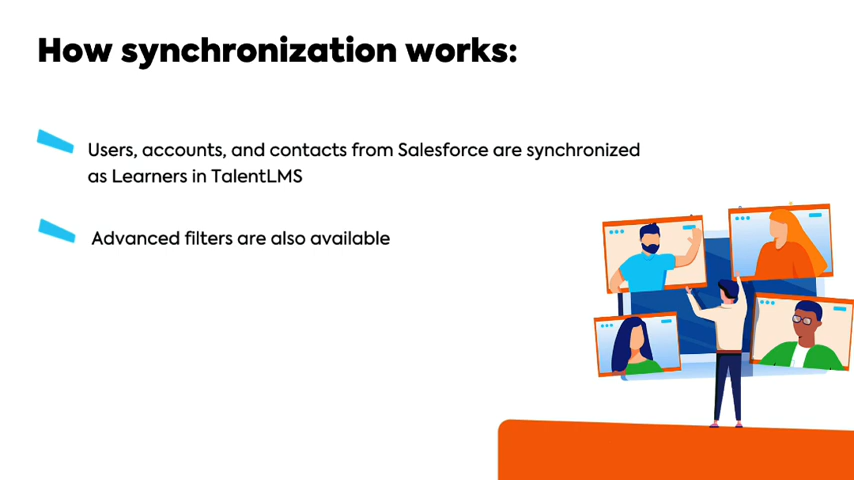 How synchronization works:
Users, accounts, and contacts from Salesforce are synchronized
as Learners in TalentLMS
Advanced filters are also available